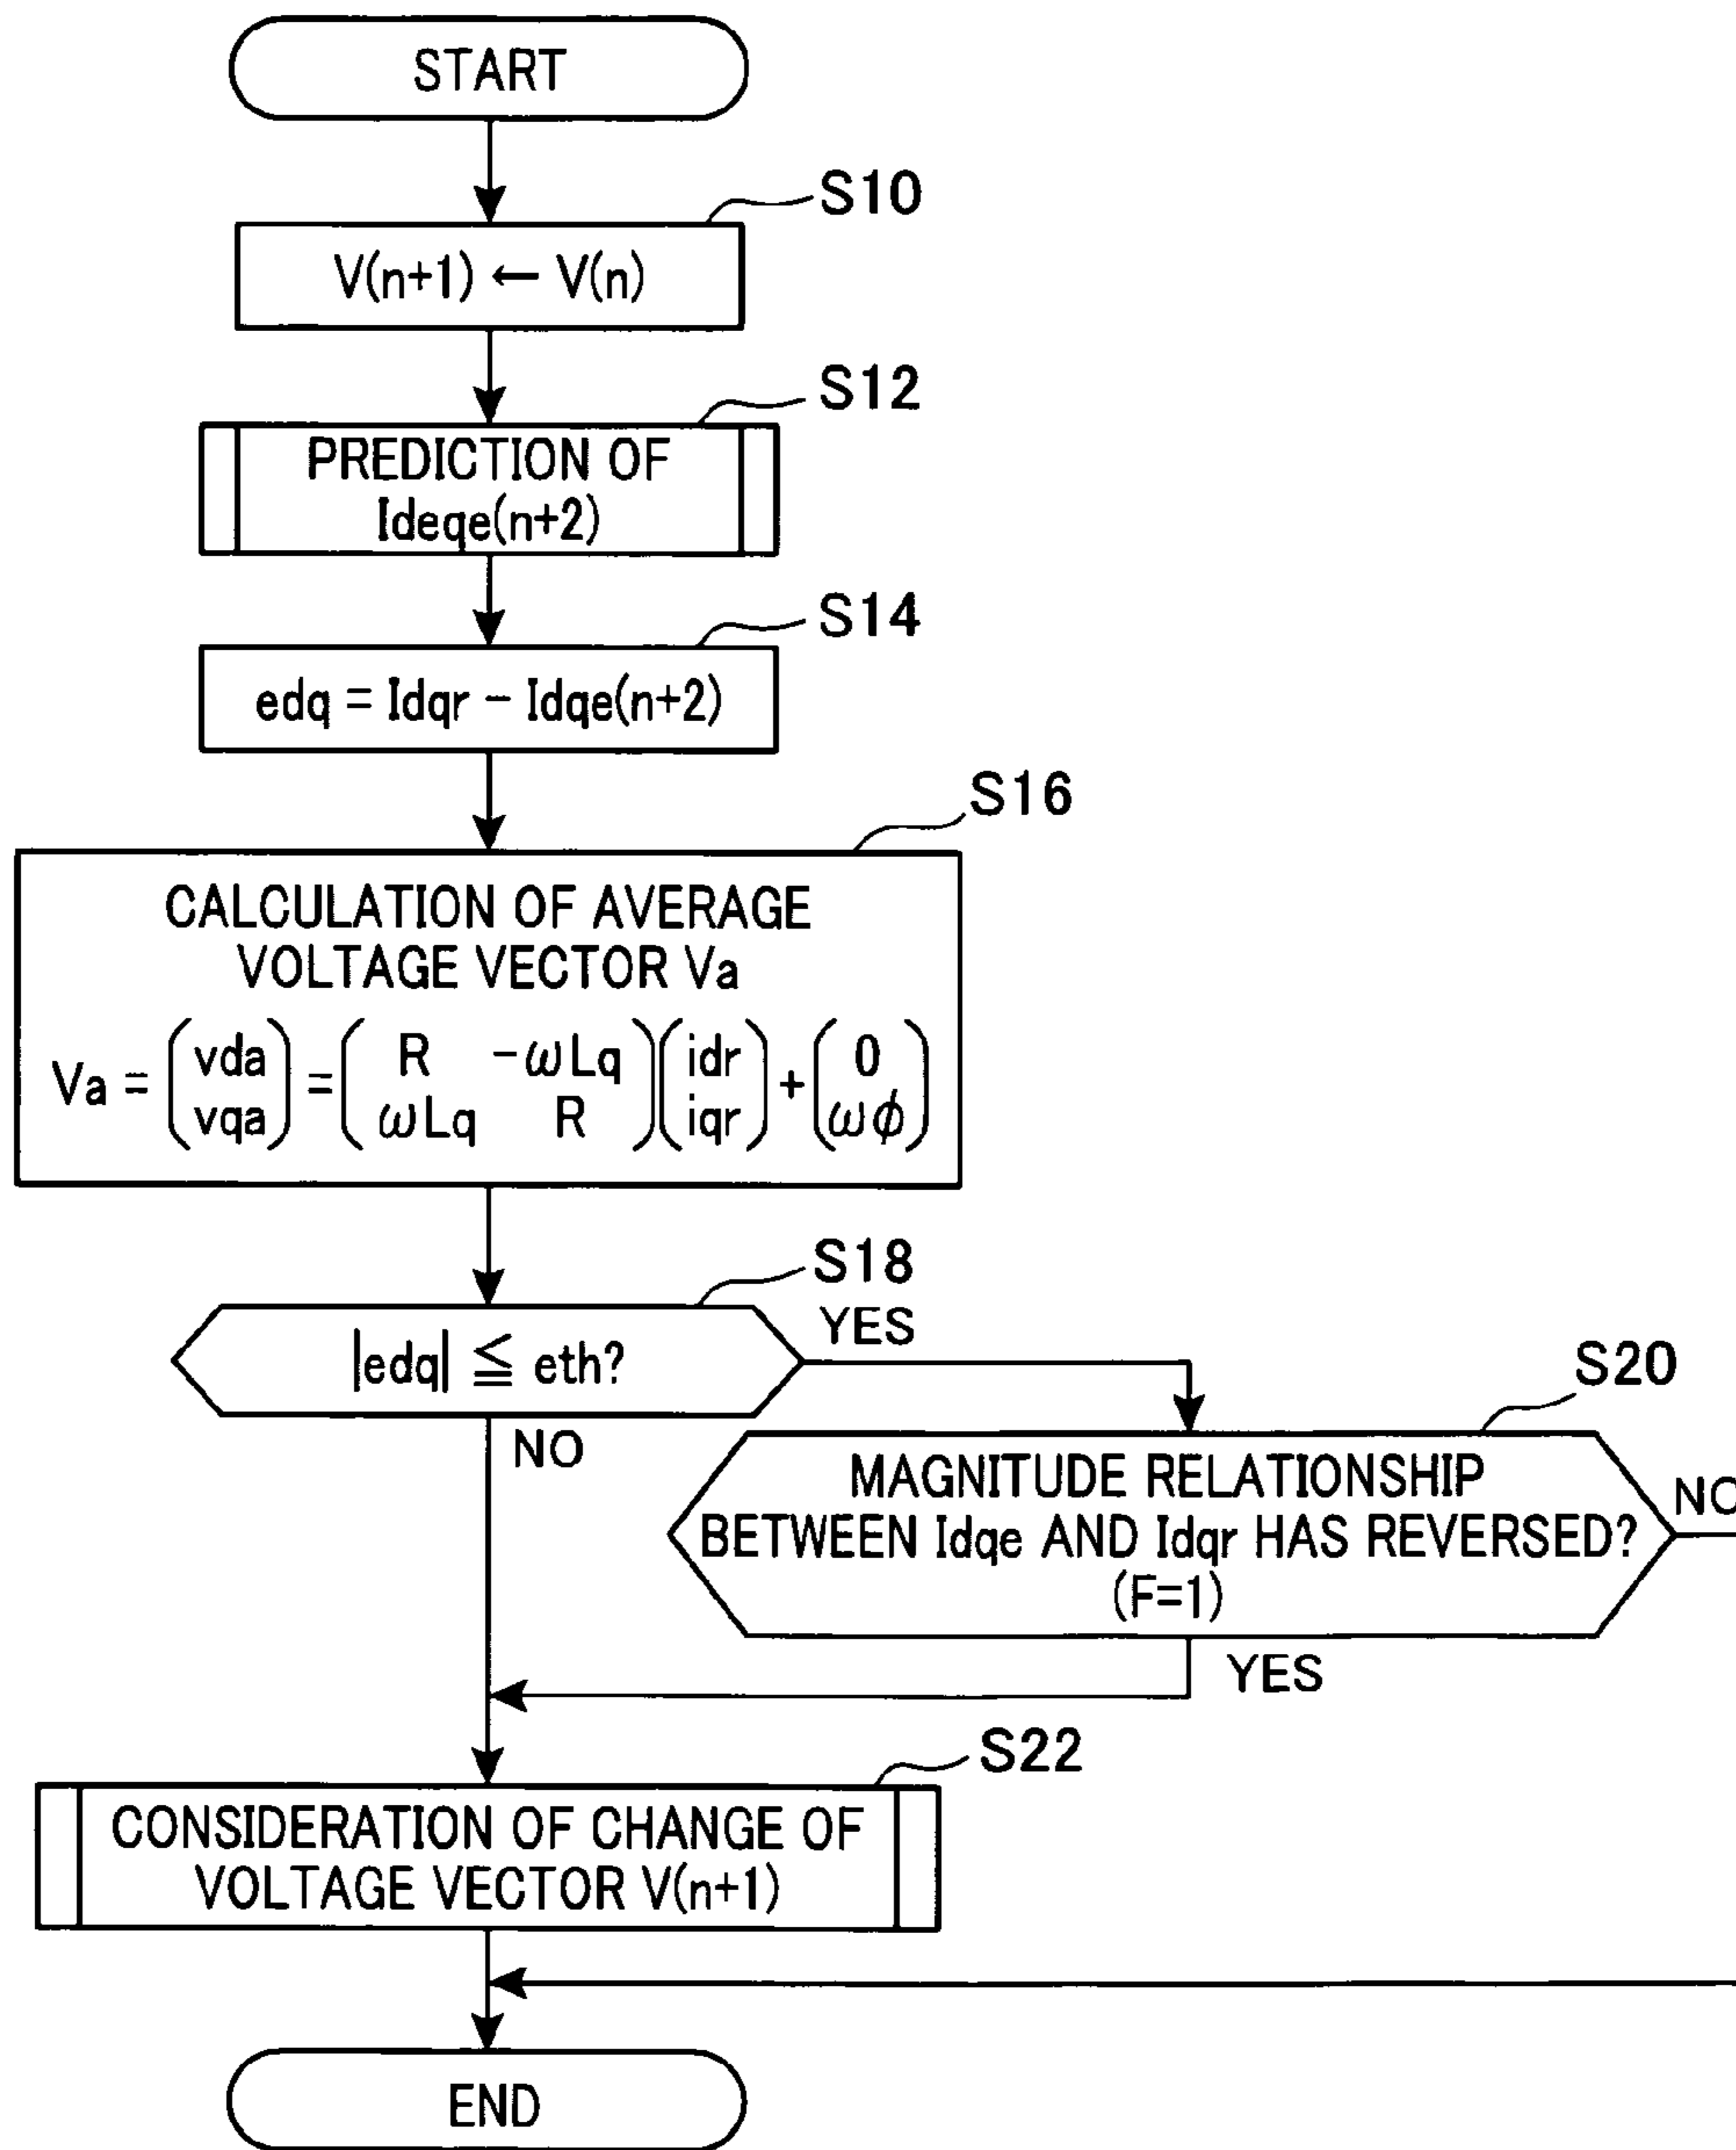 START
S10
V(n+1) ← V(n)
S12
PREDICTION OF
Ideqe(n+2)
S14
edq = Idqr − Idqe(n+2)
S16
CALCULATION OF AVERAGE
VOLTAGE VECTOR Va
Va = (vda vqa) = (R -ωLq ωLq R)(idr iqr) + (0 ωϕ)
S18
|edq| ≦ eth?
YES
NO
S20
MAGNITUDE RELATIONSHIP
BETWEEN Idqe AND Idqr HAS REVERSED?
(F=1)
NO
YES
S22
CONSIDERATION OF CHANGE OF
VOLTAGE VECTOR V(n+1)
END